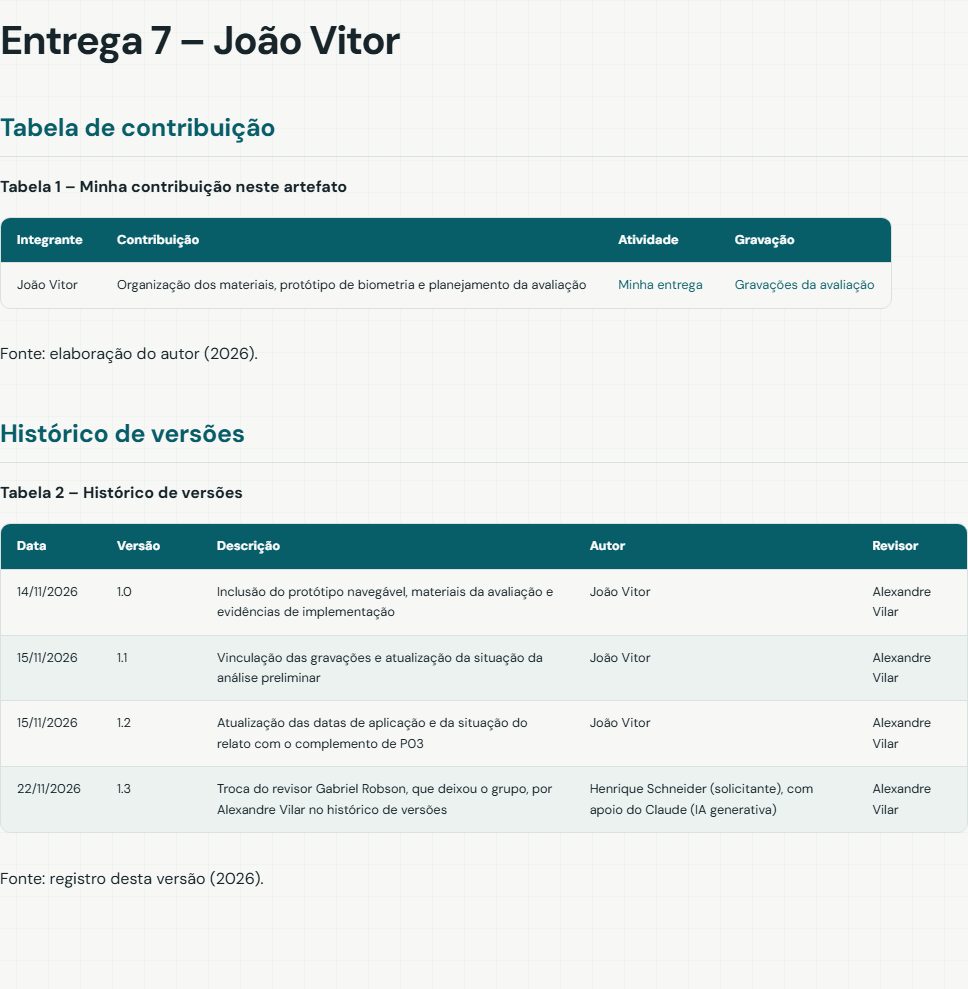 Entrega 7 – João Vitor
Tabela de contribuição
Tabela 1 – Minha contribuição neste artefato
Integrante Contribuição Atividade Gravação
João Vitor Organização dos materiais, protótipo de biometria e planejamento da avaliação Minha entrega Gravações da avaliação
Fonte: elaboração do autor (2026).
Histórico de versões
Tabela 2 – Histórico de versões
Data Versão Descrição Autor Revisor
14/11/2026 1.0 Inclusão do protótipo navegável, materiais da avaliação e João Vitor Alexandre
evidências de implementação Vilar
15/11/2026 1.1 Vinculação das gravações e atualização da situação da João Vitor Alexandre
análise preliminar Vilar
15/11/2026 1.2 Atualização das datas de aplicação e da situação do João Vitor Alexandre
relato com o complemento de P03 Vilar
22/11/2026 1.3 Troca do revisor Gabriel Robson, que deixou o grupo, por Henrique Schneider (solicitante), com Alexandre
Alexandre Vilar no histórico de versões apoio do Claude (IA generativa) Vilar
Fonte: registro desta versão (2026).